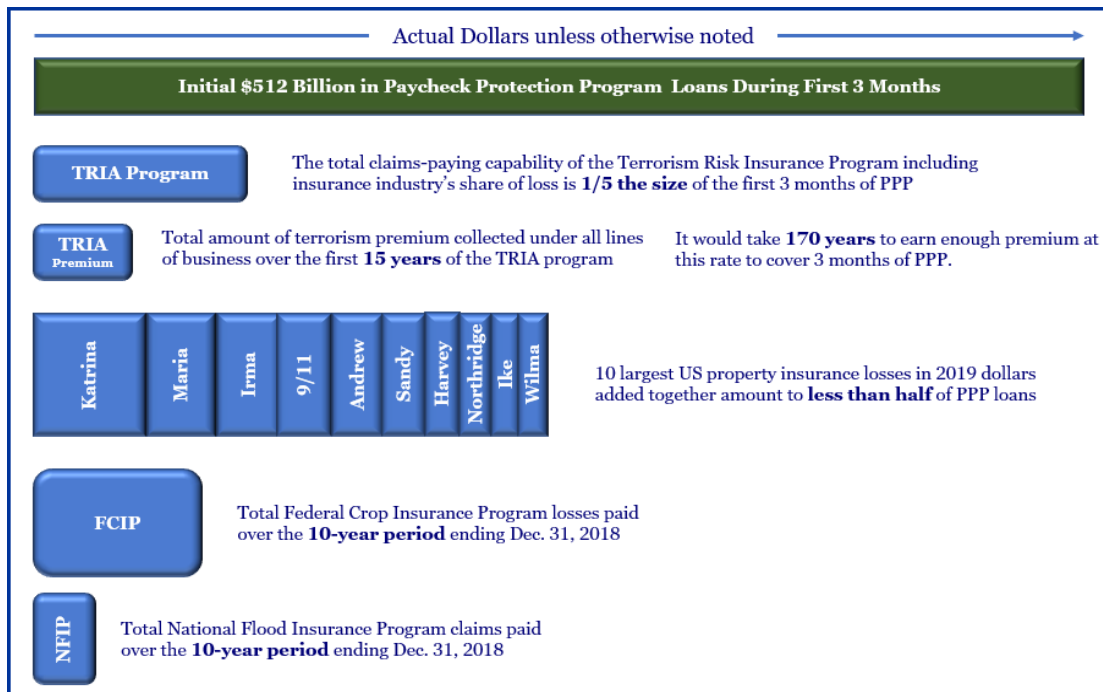 Actual Dollars unless otherwise noted
Initial $512 Billion in Paycheck Protection Program Loans During First 3 Months
TRIA Program
The total claims-paying capability of the Terrorism Risk Insurance Program including
insurance industry's share of loss is 1/5 the size of the first 3 months of PPP
TRIA
Premium
Total amount of terrorism premium collected under all lines
of business over the first 15 years of the TRIA program
It would take 170 years to earn enough premium at
this rate to cover 3 months of PPP.
Katrina
Maria
Irma
9/11
Andrew
Sandy
Harvey
Northridge
Ike
Wilma
10 largest US property insurance losses in 2019 dollars
added together amount to less than half of PPP loans
FCIP
Total Federal Crop Insurance Program losses paid
over the 10-year period ending Dec. 31, 2018
NFIP
Total National Flood Insurance Program claims paid
over the 10-year period ending Dec. 31, 2018